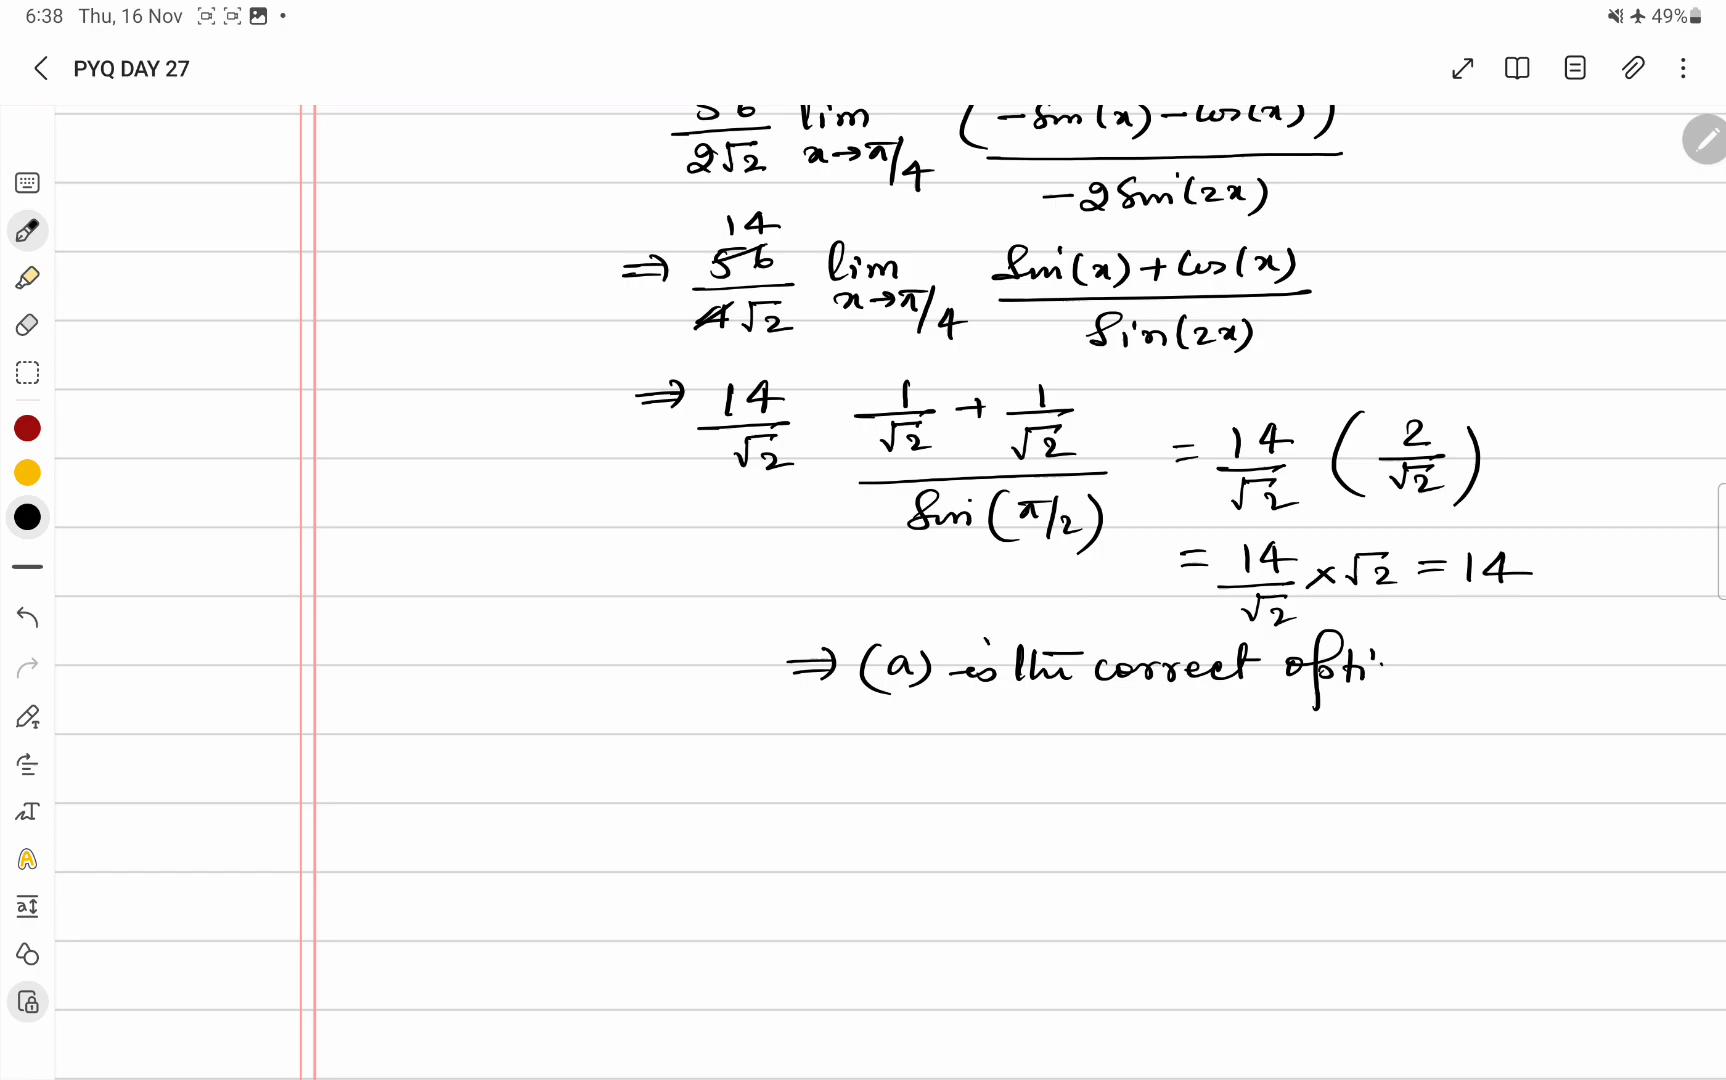 6:38 Thu, 16 Nov 49%
PYQ DAY 27
56/2√2 lim x→π/4 (−Sin(x)−Cos(x))/−2Sin(2x)
14
⇒ 56/4√2 lim x→π/4 Sin(x)+Cos(x)/Sin(2x)
⇒ 14/√2 1/√2 + 1/√2 / Sin(π/2) = 14/√2 (2/√2)
= 14/√2 × √2 = 14
⇒ (a) is the correct opti